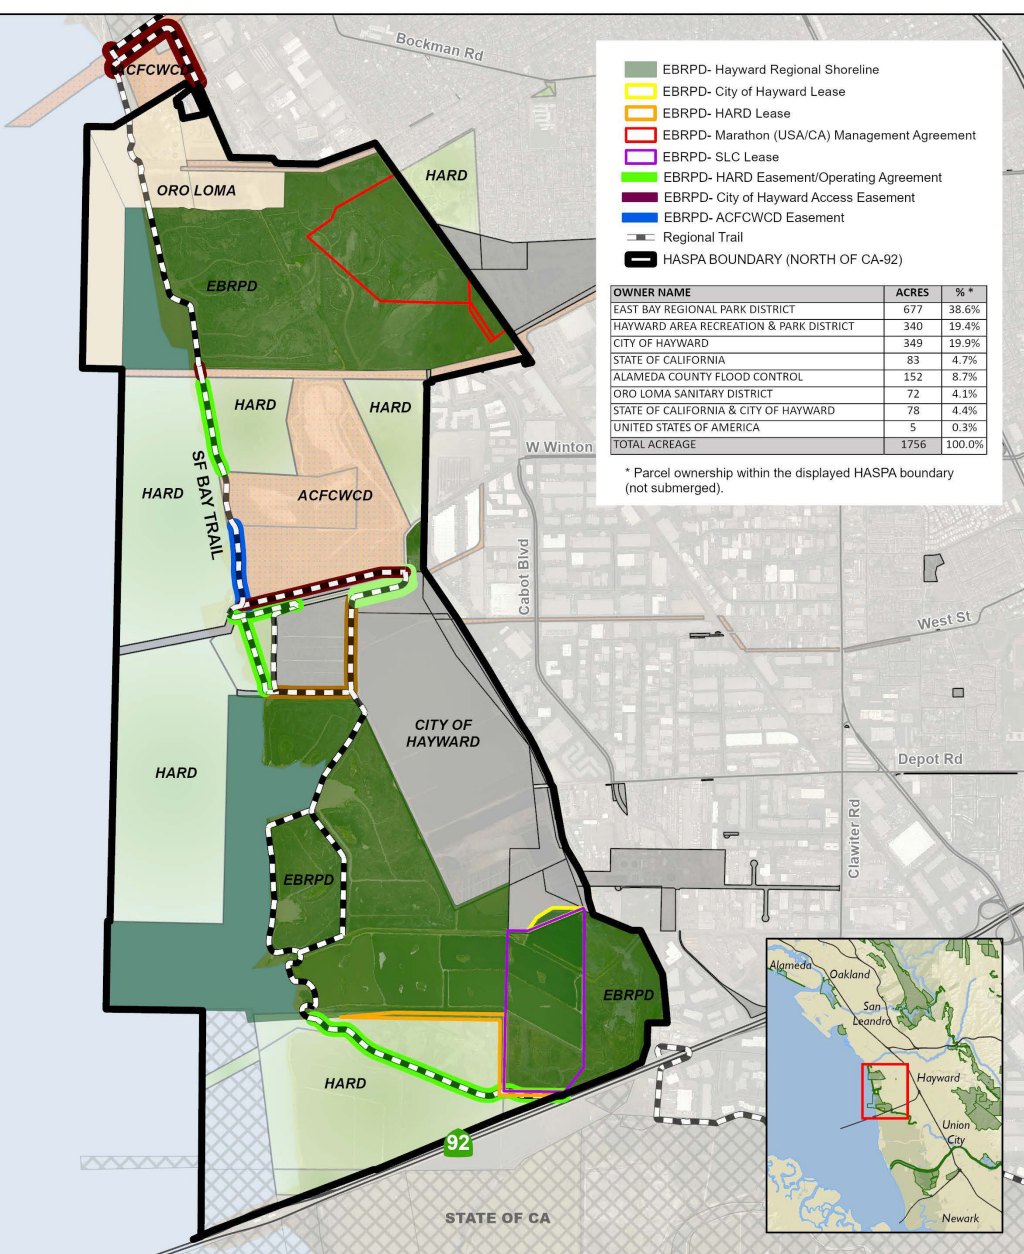 Bockman Rd
ACFCWCD
ORO LOMA
HARD
EBRPD
HARD
HARD
SF BAY TRAIL
HARD
ACFCWCD
W Winton
Cabot Blvd
West St
CITY OF
HAYWARD
HARD
Depot Rd
Clawiter Rd
EBRPD
EBRPD
HARD
92
STATE OF CA
EBRPD- Hayward Regional Shoreline
EBRPD- City of Hayward Lease
EBRPD- HARD Lease
EBRPD- Marathon (USA/CA) Management Agreement
EBRPD- SLC Lease
EBRPD- HARD Easement/Operating Agreement
EBRPD- City of Hayward Access Easement
EBRPD- ACFCWCD Easement
Regional Trail
HASPA BOUNDARY (NORTH OF CA-92)
OWNER NAME ACRES % *
EAST BAY REGIONAL PARK DISTRICT 677 38.6%
HAYWARD AREA RECREATION & PARK DISTRICT 340 19.4%
CITY OF HAYWARD 349 19.9%
STATE OF CALIFORNIA 83 4.7%
ALAMEDA COUNTY FLOOD CONTROL 152 8.7%
ORO LOMA SANITARY DISTRICT 72 4.1%
STATE OF CALIFORNIA & CITY OF HAYWARD 78 4.4%
UNITED STATES OF AMERICA 5 0.3%
TOTAL ACREAGE 1756 100.0%
* Parcel ownership within the displayed HASPA boundary
(not submerged).
Alameda
Oakland
San
Leandro
Hayward
Union
City
Newark